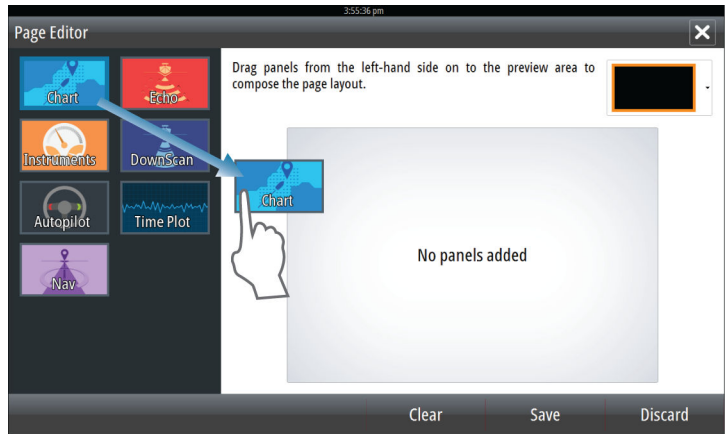 3:55:36 pm
Page Editor
Chart
Echo
Instruments
DownScan
Autopilot
Time Plot
Nav
Drag panels from the left-hand side on to the preview area to
compose the page layout.
Chart
No panels added
Clear
Save
Discard